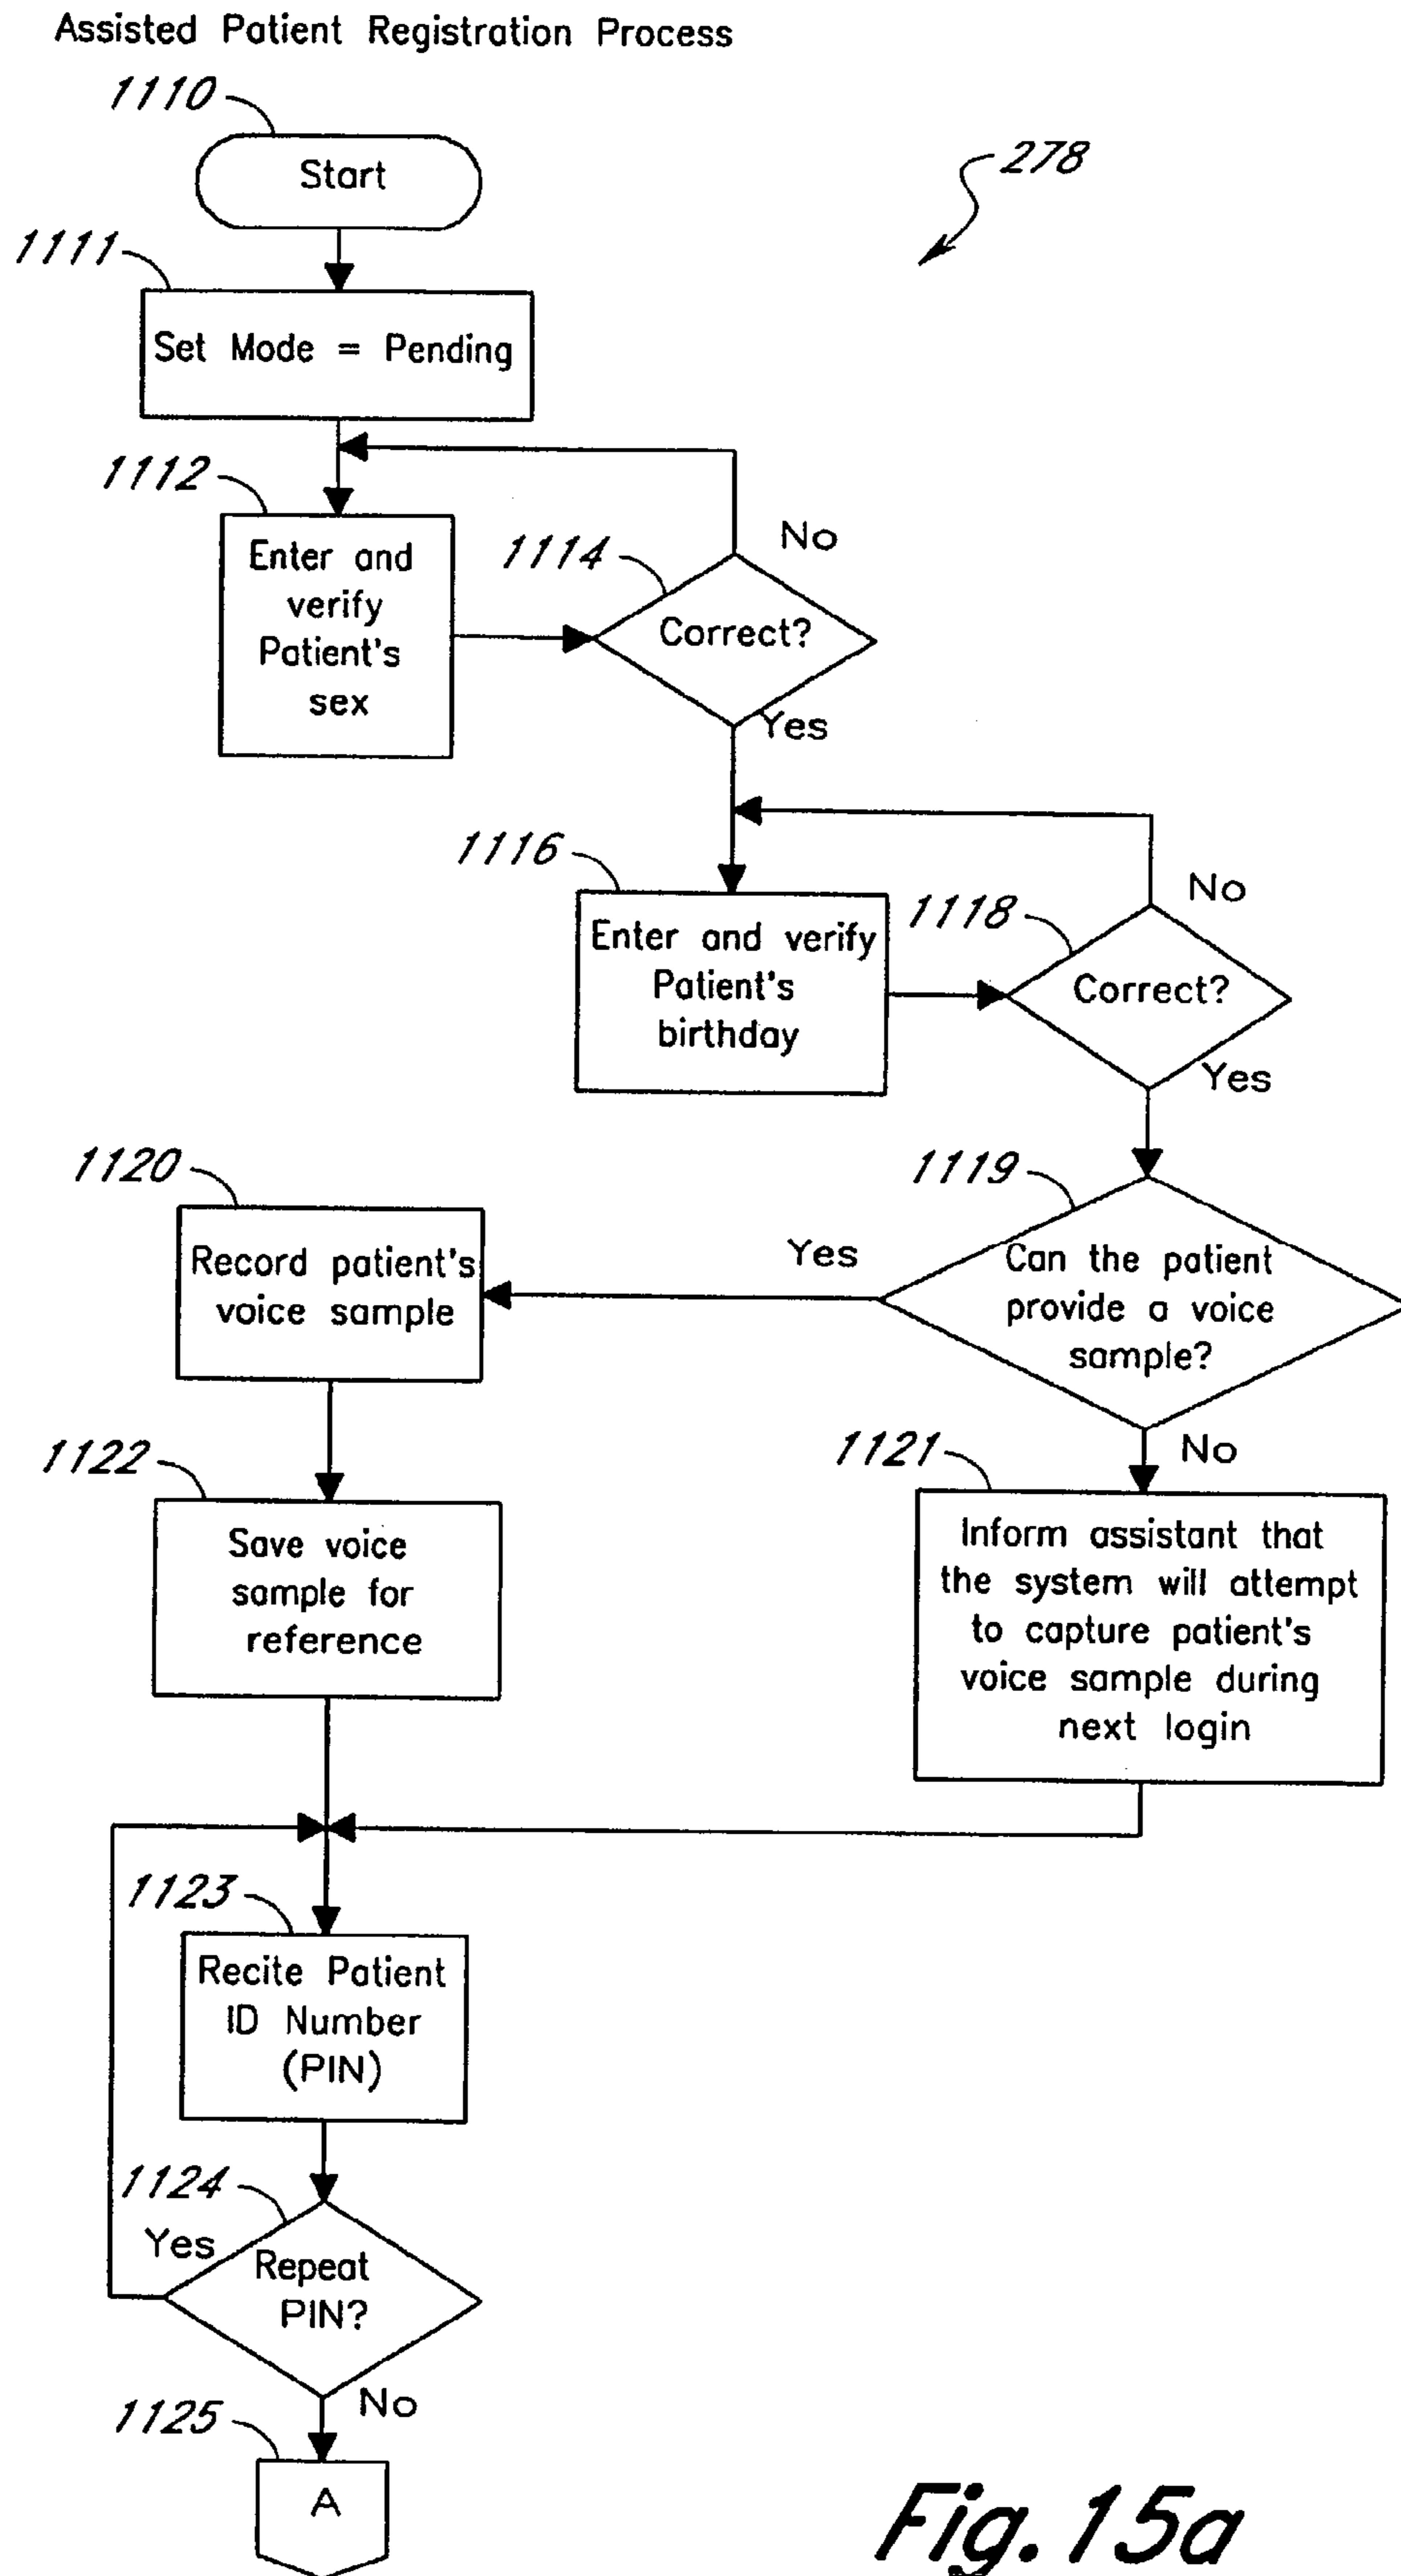 Assisted Patient Registration Process
1110
Start
278
1111
Set Mode = Pending
1112
Enter and
verify
Patient's
sex
1114
Correct?
No
Yes
1116
Enter and verify
Patient's
birthday
1118
Correct?
No
Yes
1119
Can the patient
provide a voice
sample?
Yes
No
1120
Record patient's
voice sample
1122
Save voice
sample for
reference
1121
Inform assistant that
the system will attempt
to capture patient's
voice sample during
next login
1123
Recite Patient
ID Number
(PIN)
1124
Repeat
PIN?
Yes
No
1125
A
Fig. 15a